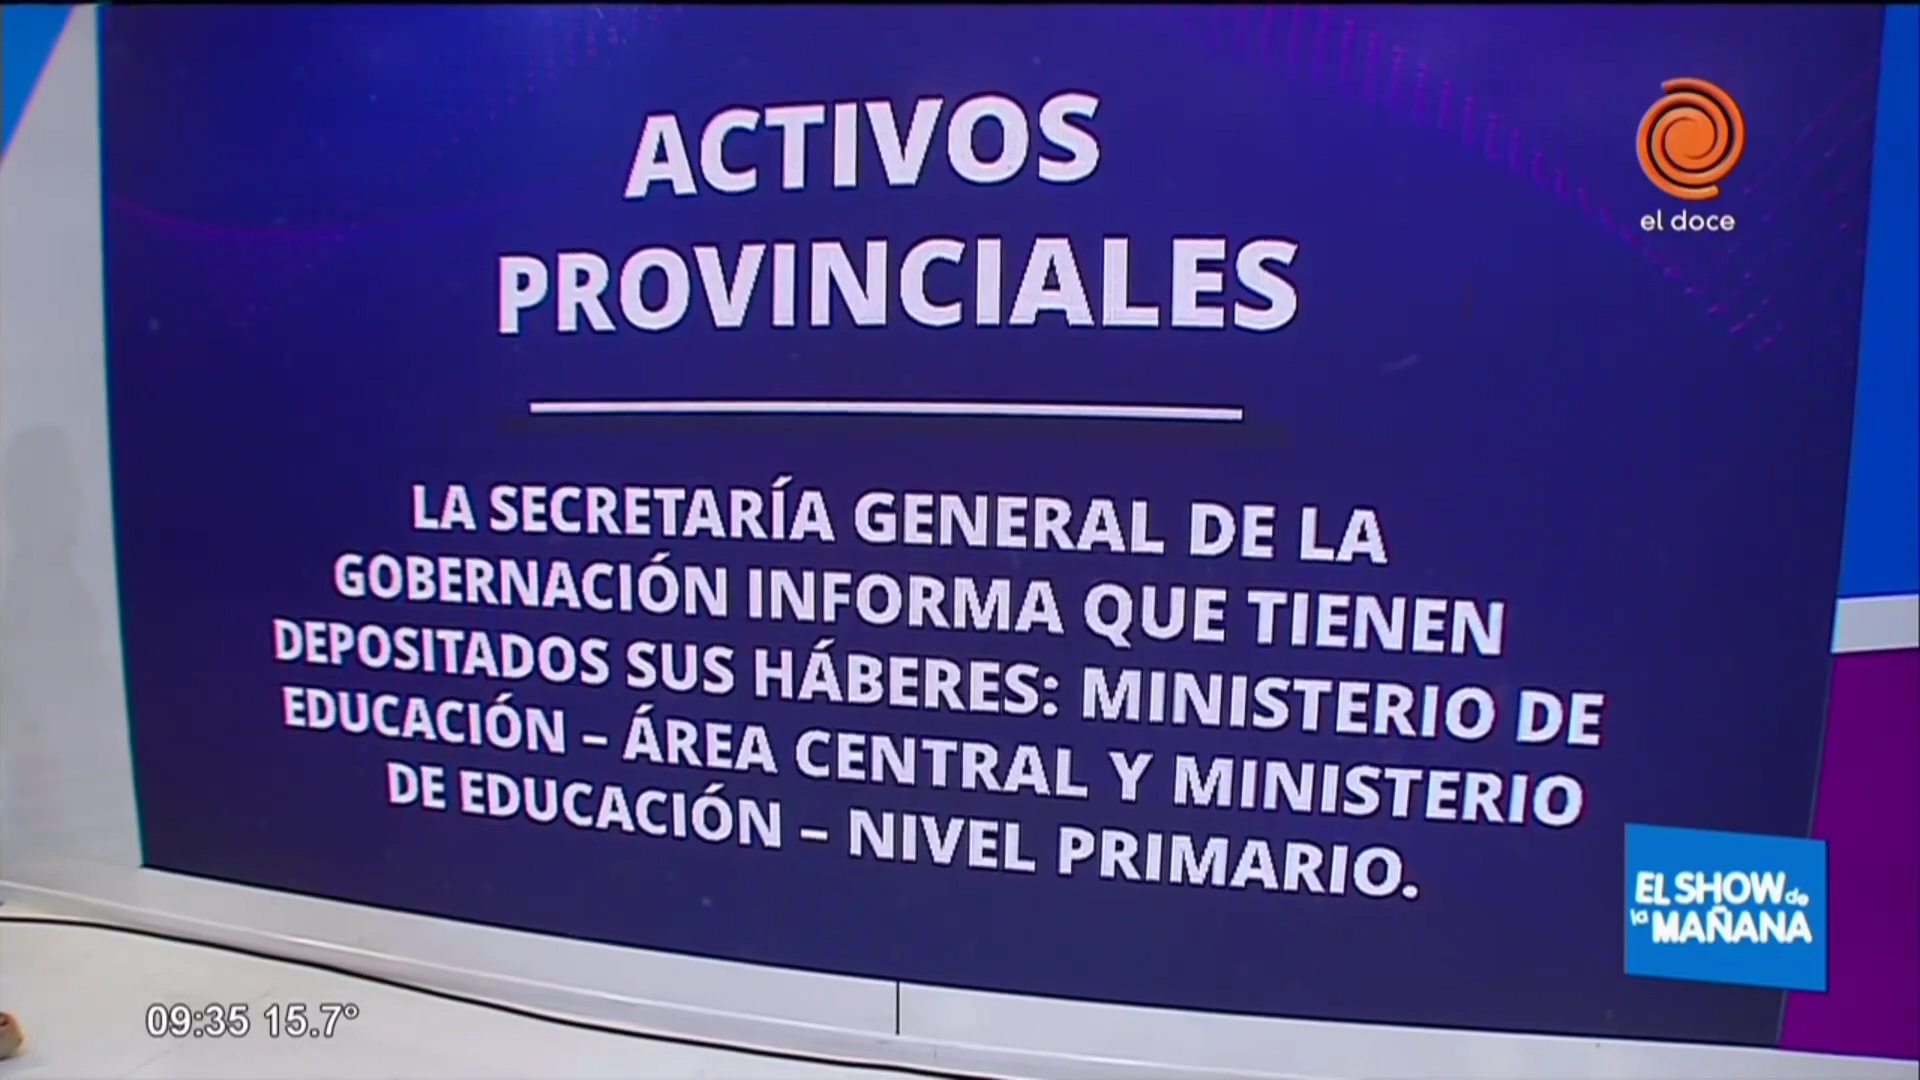 ACTIVOS
PROVINCIALES
el doce
LA SECRETARÍA GENERAL DE LA
GOBERNACIÓN INFORMA QUE TIENEN
DEPOSITADOS SUS HÁBERES: MINISTERIO DE
EDUCACIÓN – ÁREA CENTRAL Y MINISTERIO
DE EDUCACIÓN – NIVEL PRIMARIO.
EL SHOW de
la MAÑANA
09:35 15.7°